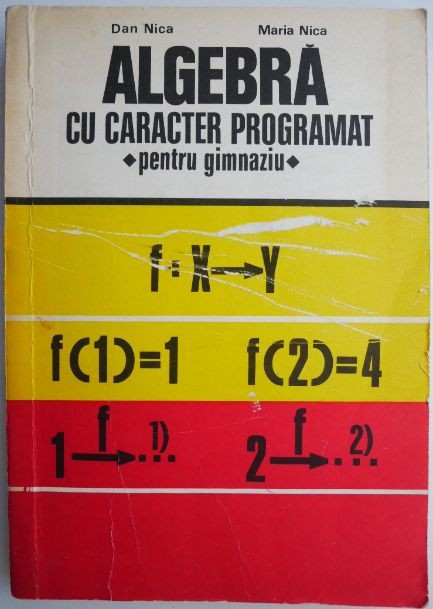 Dan Nica Maria Nica
ALGEBRĂ
CU CARACTER PROGRAMAT
◆pentru gimnaziu◆
f : X → Y
f(1)=1 f(2)=4
1 f→ ...1) 2 f→ ...2)